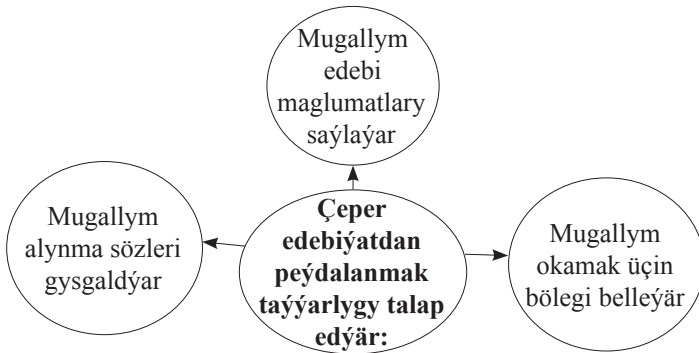 Mugallym
edebi
maglumatlary
saýlaýar
Mugallym
alynma sözleri
gysgaldýar
Çeper
edebiýatdan
peýdalanmak
taýýarlygy talap
edýär:
Mugallym
okamak üçin
bölegi belleýär